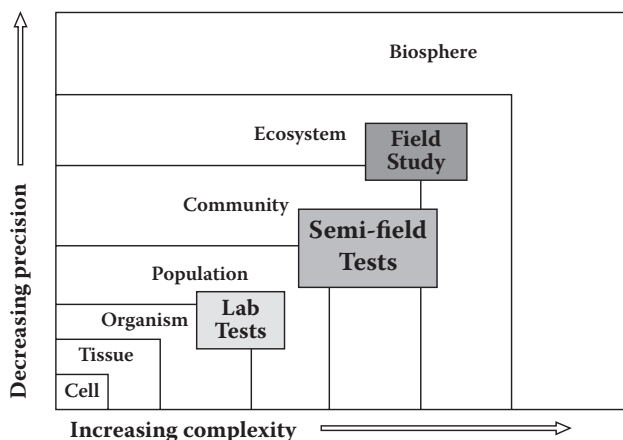 Biosphere
Ecosystem
Field
Study
Community
Semi-field
Tests
Population
Lab
Tests
Organism
Tissue
Cell
Decreasing precision
Increasing complexity